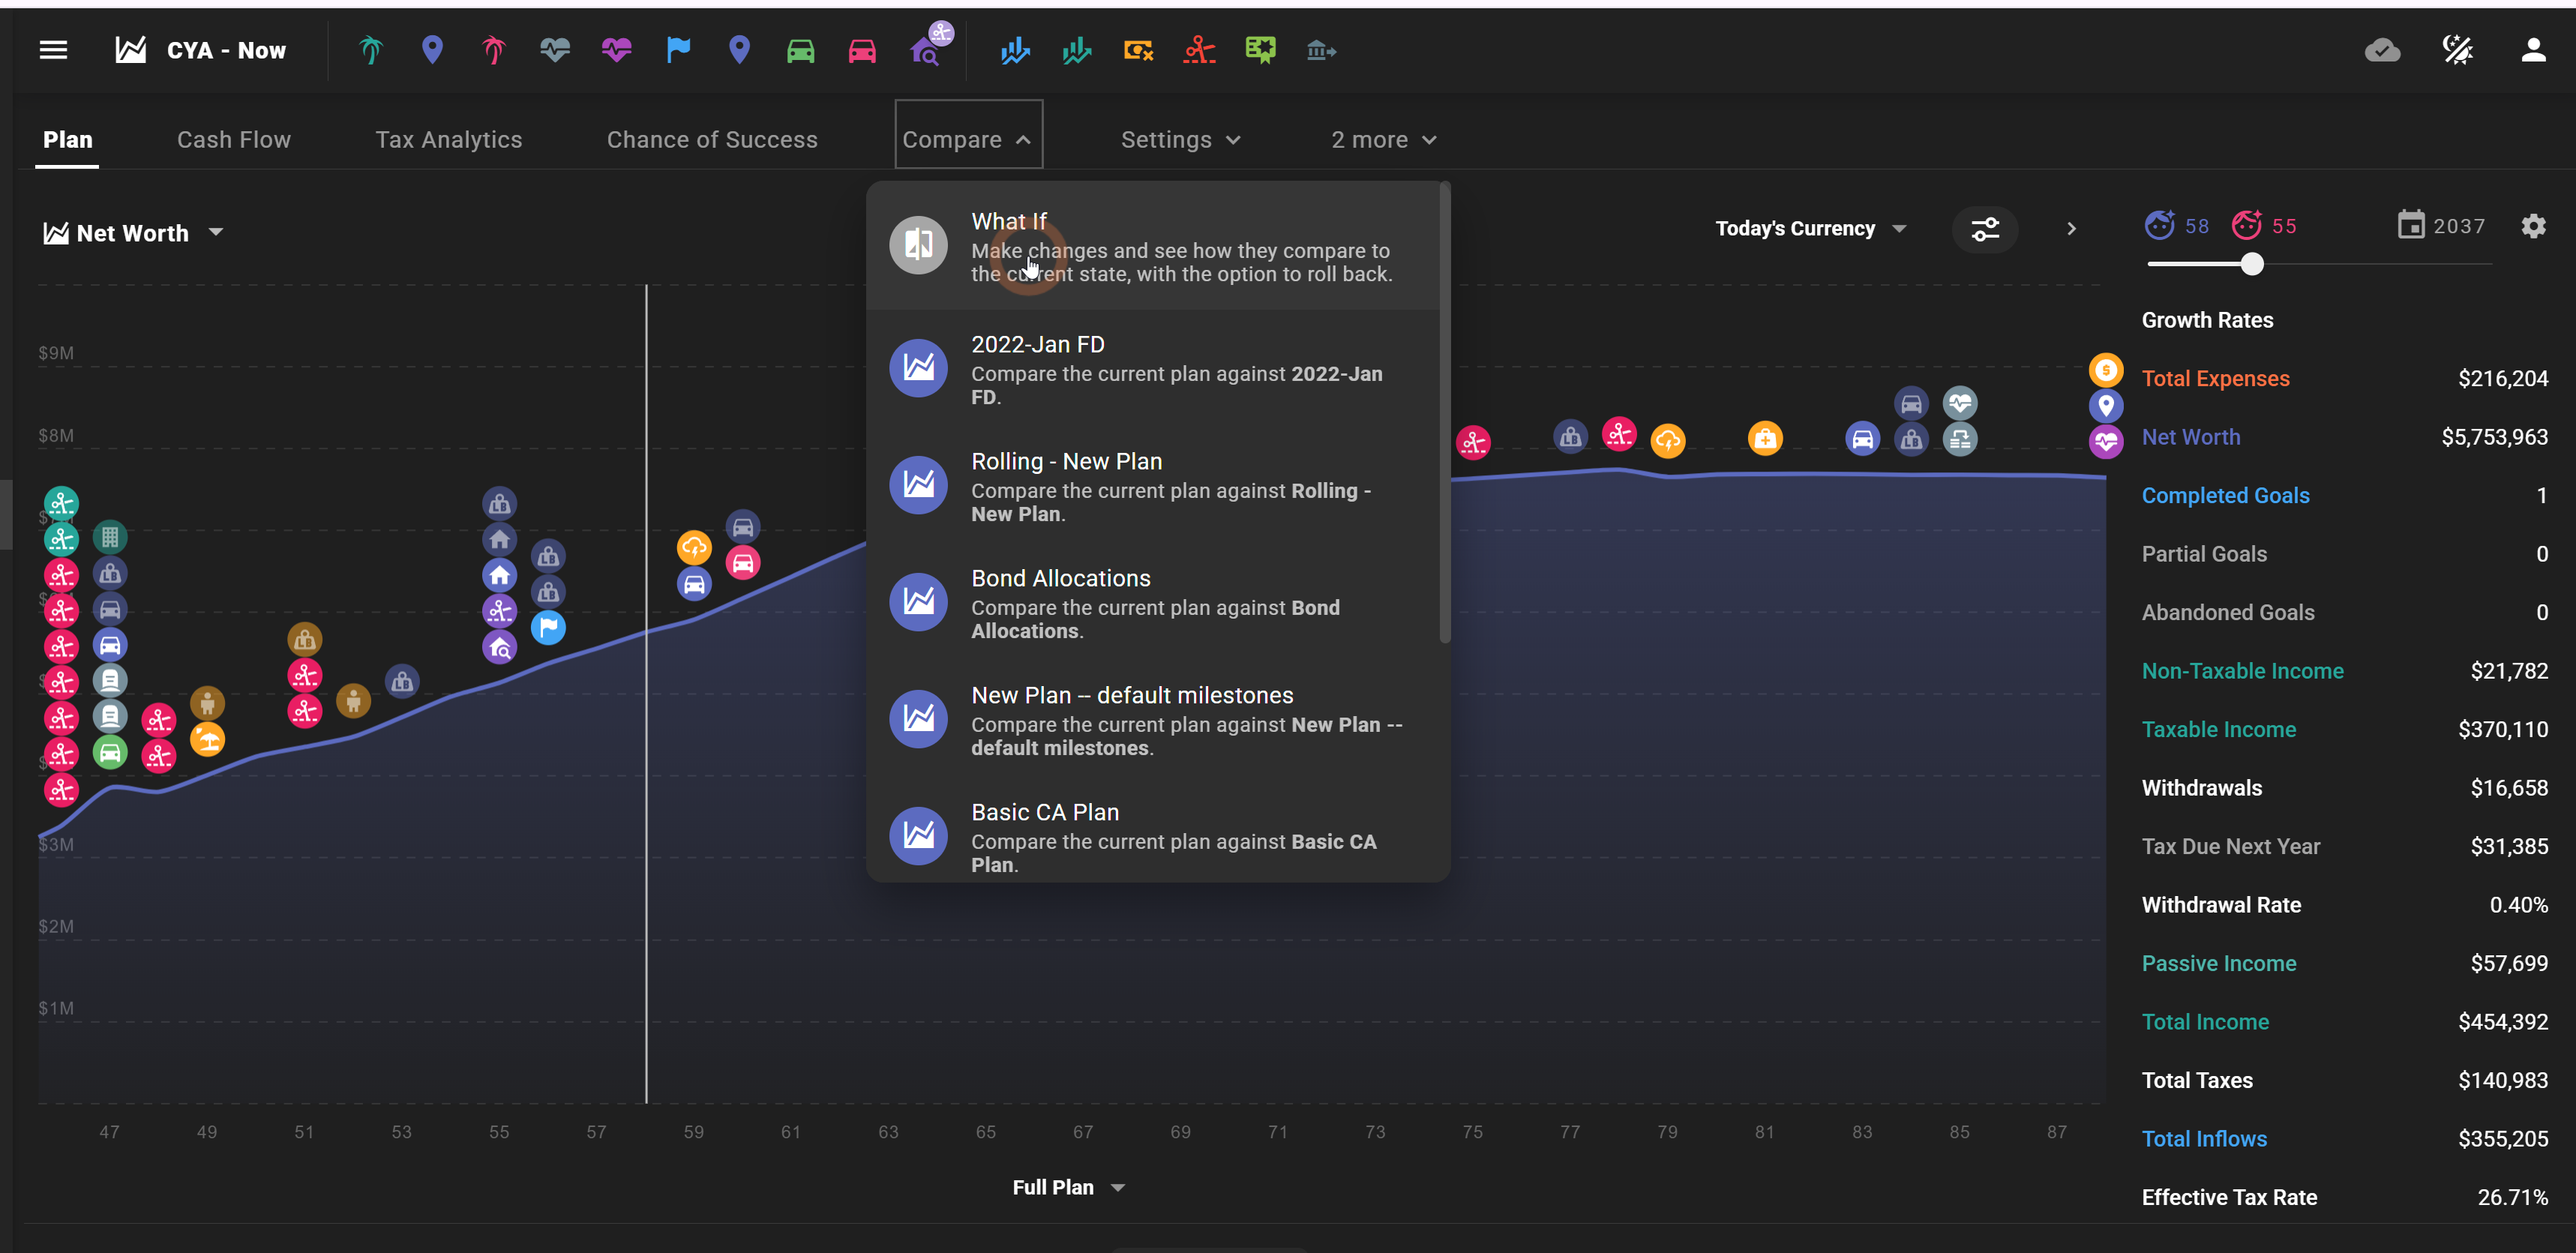 CYA - Now
Plan
Cash Flow
Tax Analytics
Chance of Success
Compare
Settings
2 more
Net Worth
Today's Currency
58
55
2037
What If
Make changes and see how they compare to
the current state, with the option to roll back.
2022-Jan FD
Compare the current plan against 2022-Jan
FD.
Rolling - New Plan
Compare the current plan against Rolling -
New Plan.
Bond Allocations
Compare the current plan against Bond
Allocations.
New Plan -- default milestones
Compare the current plan against New Plan --
default milestones.
Basic CA Plan
Compare the current plan against Basic CA
Plan.
$9M
$8M
$3M
$2M
$1M
47
49
51
53
55
57
59
61
63
65
67
69
71
73
75
77
79
81
83
85
87
Full Plan
Growth Rates
Total Expenses $216,204
Net Worth $5,753,963
Completed Goals 1
Partial Goals 0
Abandoned Goals 0
Non-Taxable Income $21,782
Taxable Income $370,110
Withdrawals $16,658
Tax Due Next Year $31,385
Withdrawal Rate 0.40%
Passive Income $57,699
Total Income $454,392
Total Taxes $140,983
Total Inflows $355,205
Effective Tax Rate 26.71%